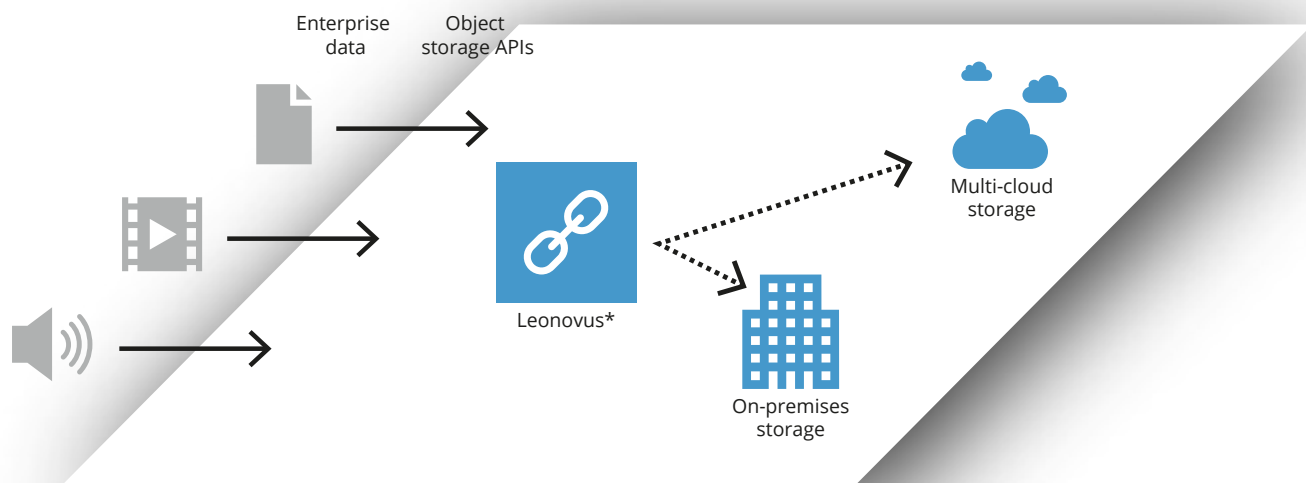 Enterprise
data
Object
storage APIs
Multi-cloud
storage
Leonovus*
On-premises
storage